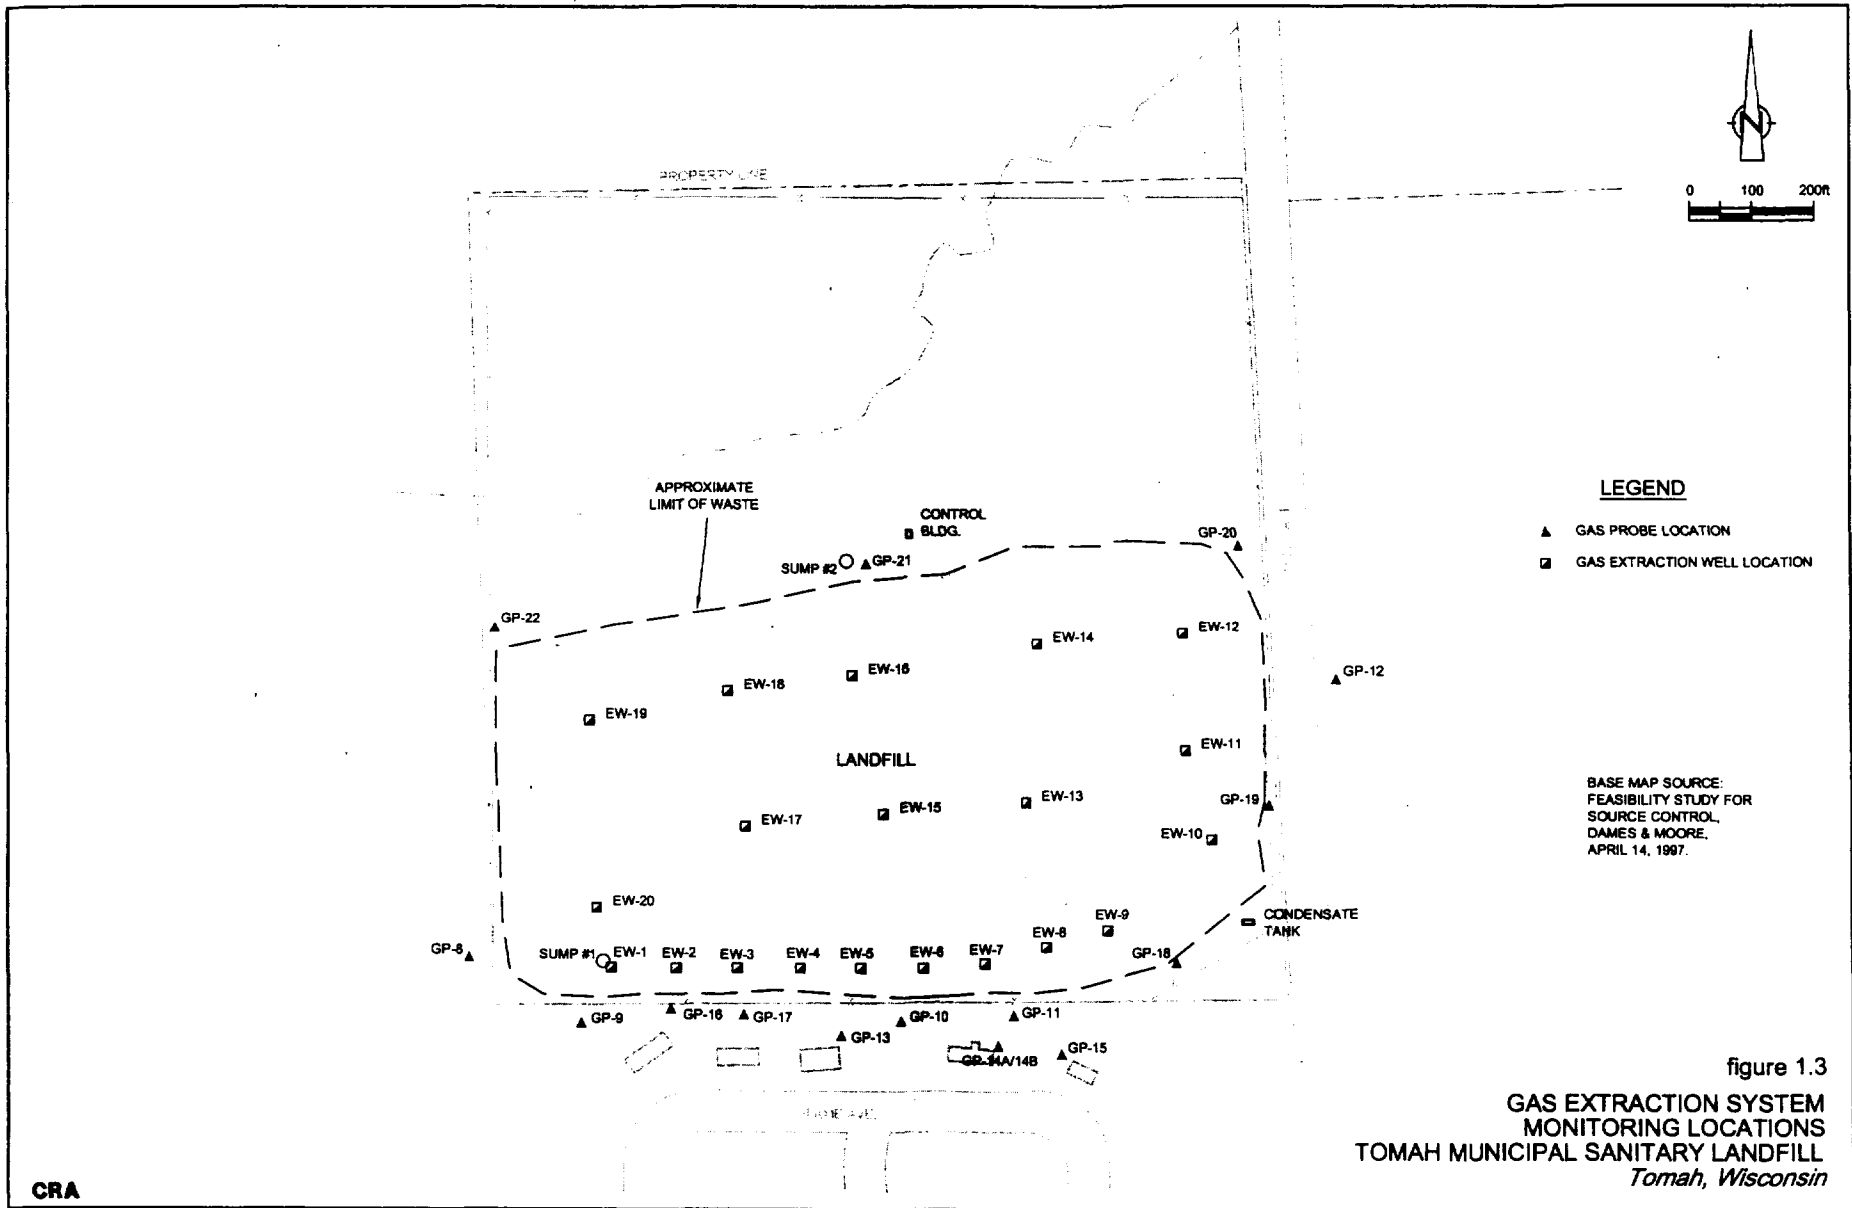 PROPERTY LINE
N
0 100 200ft
APPROXIMATE
LIMIT OF WASTE
CONTROL
BLDG.
GP-20
SUMP #2
GP-21
LEGEND
GAS PROBE LOCATION
GAS EXTRACTION WELL LOCATION
GP-22
EW-14
EW-12
EW-16
EW-18
EW-19
GP-12
EW-11
LANDFILL
EW-13
EW-15
EW-17
GP-19
EW-10
BASE MAP SOURCE:
FEASIBILITY STUDY FOR
SOURCE CONTROL,
DAMES & MOORE,
APRIL 14, 1997.
EW-20
EW-9
CONDENSATE
TANK
GP-8
SUMP #1
EW-1
EW-2
EW-3
EW-4
EW-5
EW-6
EW-7
EW-8
GP-18
GP-9
GP-16
GP-17
GP-13
GP-10
GP-11
GP-14A/14B
GP-15
figure 1.3
GAS EXTRACTION SYSTEM
MONITORING LOCATIONS
TOMAH MUNICIPAL SANITARY LANDFILL
Tomah, Wisconsin
CRA